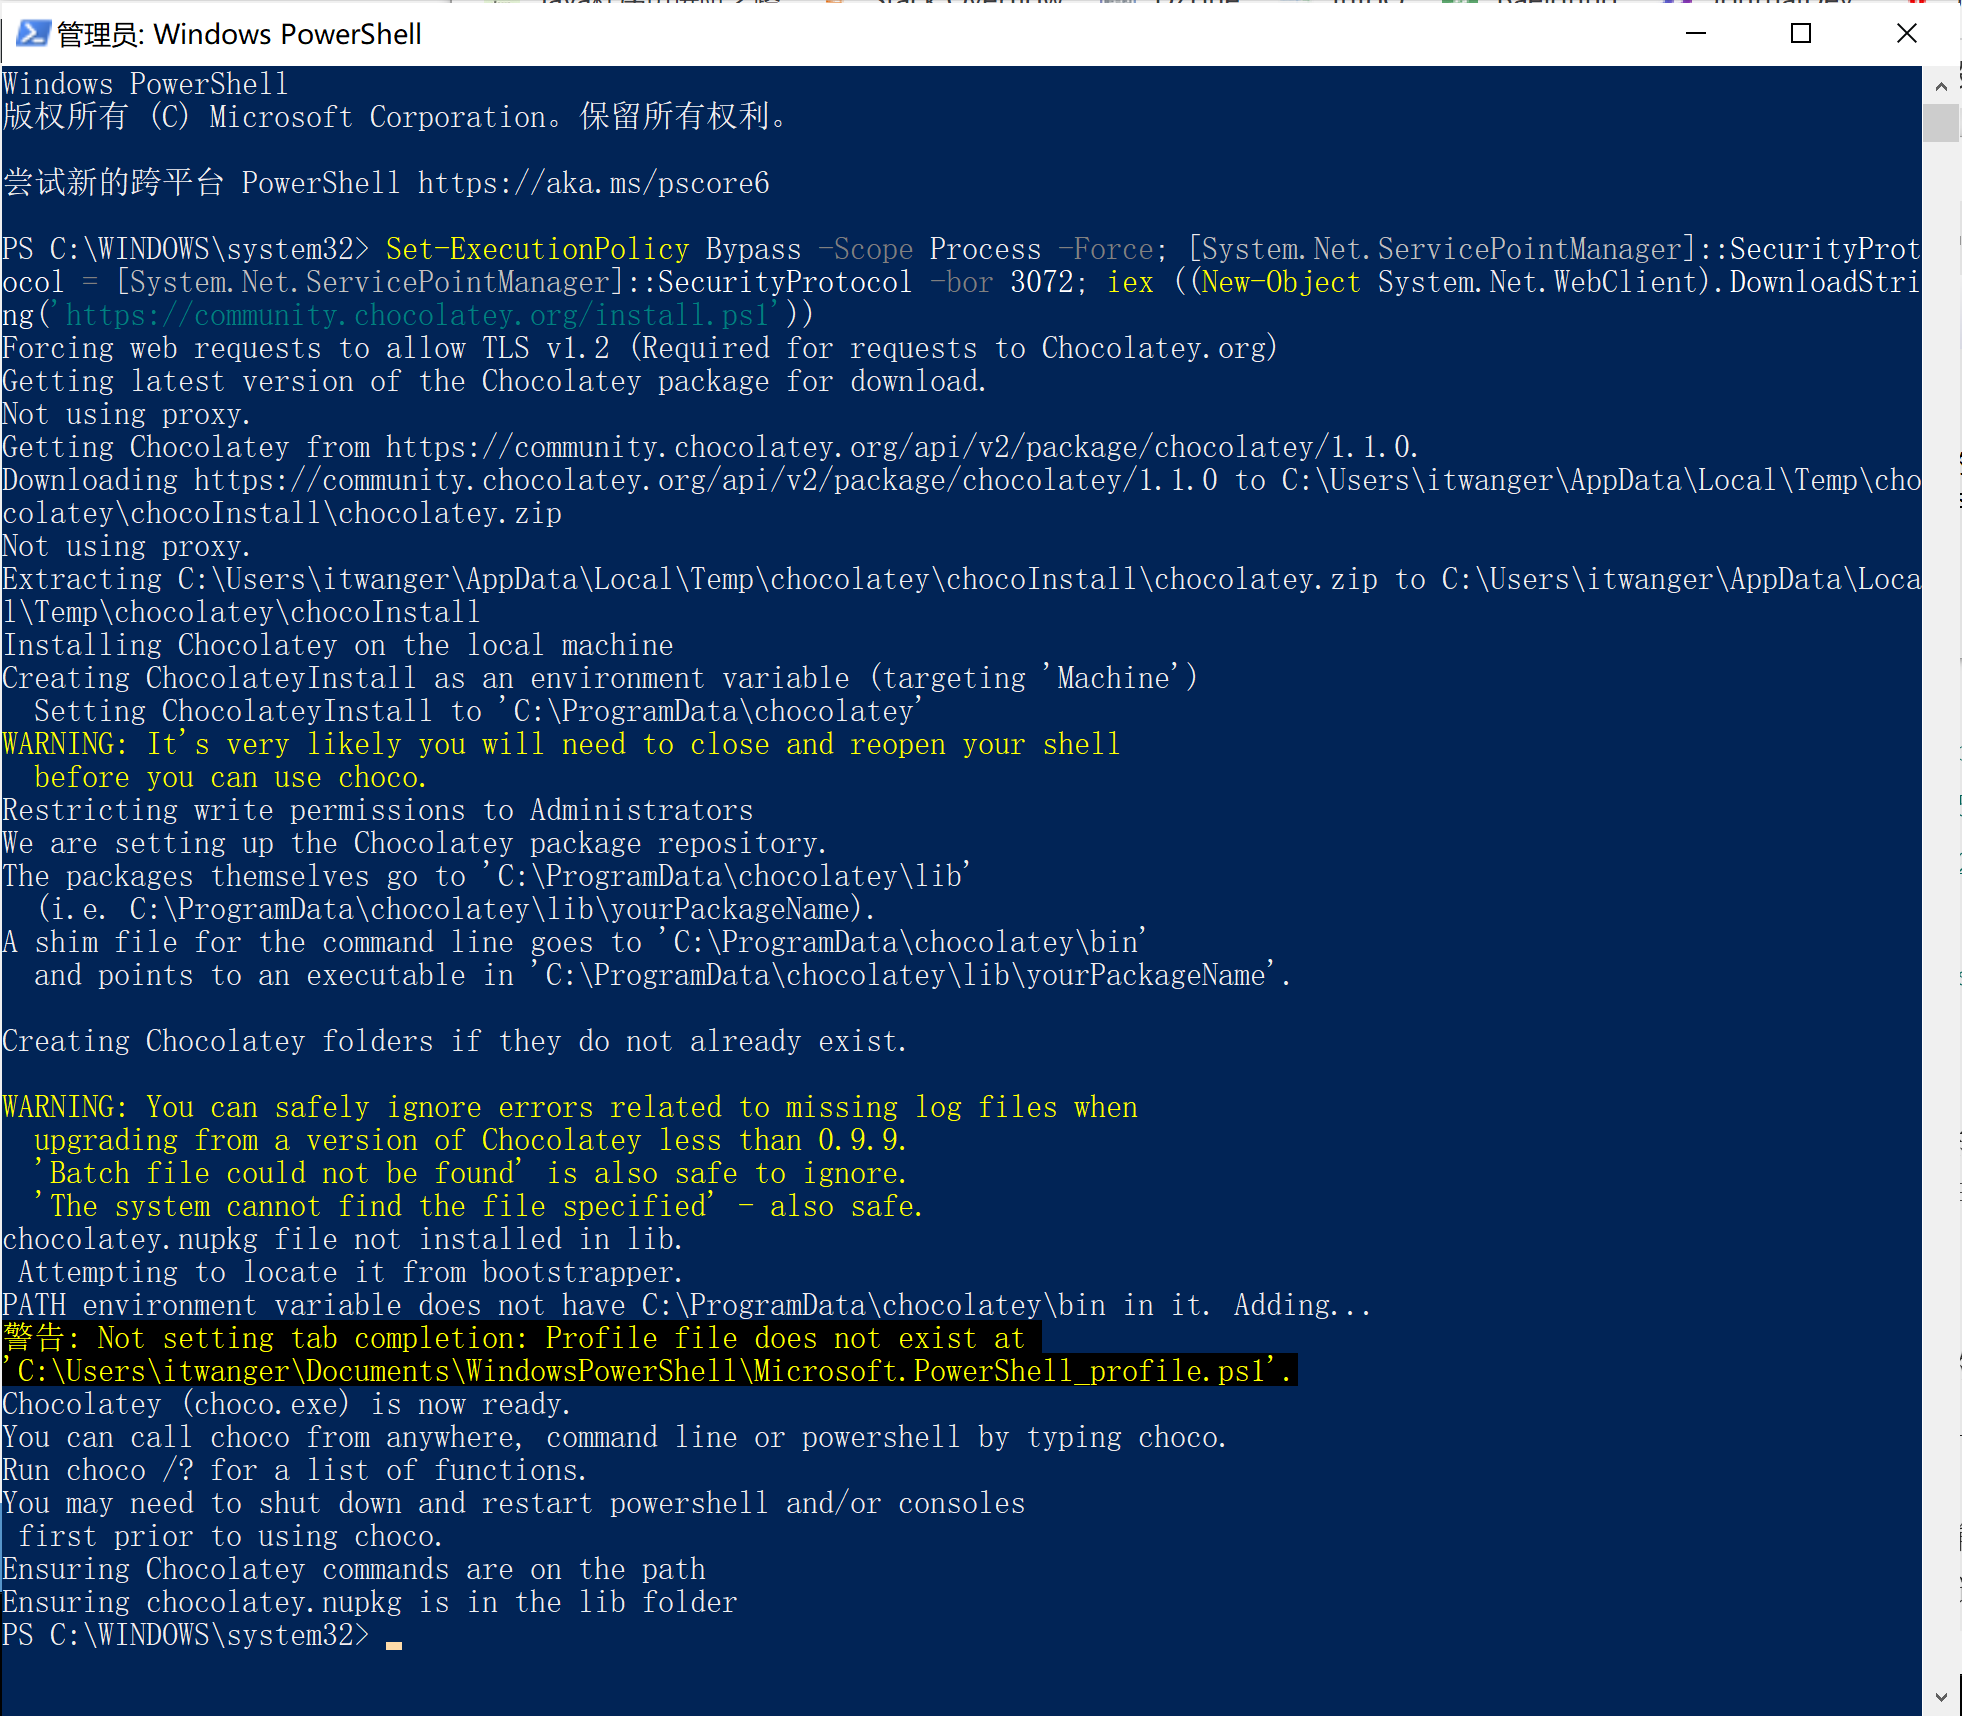 管理员: Windows PowerShell
Windows PowerShell
版权所有 (C) Microsoft Corporation。保留所有权利。
尝试新的跨平台 PowerShell https://aka.ms/pscore6
PS C:\WINDOWS\system32> Set-ExecutionPolicy Bypass -Scope Process -Force; [System.Net.ServicePointManager]::SecurityProt
ocol = [System.Net.ServicePointManager]::SecurityProtocol -bor 3072; iex ((New-Object System.Net.WebClient).DownloadStri
ng('https://community.chocolatey.org/install.ps1'))
Forcing web requests to allow TLS v1.2 (Required for requests to Chocolatey.org)
Getting latest version of the Chocolatey package for download.
Not using proxy.
Getting Chocolatey from https://community.chocolatey.org/api/v2/package/chocolatey/1.1.0.
Downloading https://community.chocolatey.org/api/v2/package/chocolatey/1.1.0 to C:\Users\itwanger\AppData\Local\Temp\cho
colatey\chocoInstall\chocolatey.zip
Not using proxy.
Extracting C:\Users\itwanger\AppData\Local\Temp\chocolatey\chocoInstall\chocolatey.zip to C:\Users\itwanger\AppData\Loca
l\Temp\chocolatey\chocoInstall
Installing Chocolatey on the local machine
Creating ChocolateyInstall as an environment variable (targeting 'Machine')
  Setting ChocolateyInstall to 'C:\ProgramData\chocolatey'
WARNING: It's very likely you will need to close and reopen your shell
  before you can use choco.
Restricting write permissions to Administrators
We are setting up the Chocolatey package repository.
The packages themselves go to 'C:\ProgramData\chocolatey\lib'
  (i.e. C:\ProgramData\chocolatey\lib\yourPackageName).
A shim file for the command line goes to 'C:\ProgramData\chocolatey\bin'
  and points to an executable in 'C:\ProgramData\chocolatey\lib\yourPackageName'.
Creating Chocolatey folders if they do not already exist.
WARNING: You can safely ignore errors related to missing log files when
  upgrading from a version of Chocolatey less than 0.9.9.
  'Batch file could not be found' is also safe to ignore.
  'The system cannot find the file specified' - also safe.
chocolatey.nupkg file not installed in lib.
 Attempting to locate it from bootstrapper.
PATH environment variable does not have C:\ProgramData\chocolatey\bin in it. Adding...
警告: Not setting tab completion: Profile file does not exist at
'C:\Users\itwanger\Documents\WindowsPowerShell\Microsoft.PowerShell_profile.ps1'.
Chocolatey (choco.exe) is now ready.
You can call choco from anywhere, command line or powershell by typing choco.
Run choco /? for a list of functions.
You may need to shut down and restart powershell and/or consoles
 first prior to using choco.
Ensuring Chocolatey commands are on the path
Ensuring chocolatey.nupkg is in the lib folder
PS C:\WINDOWS\system32>